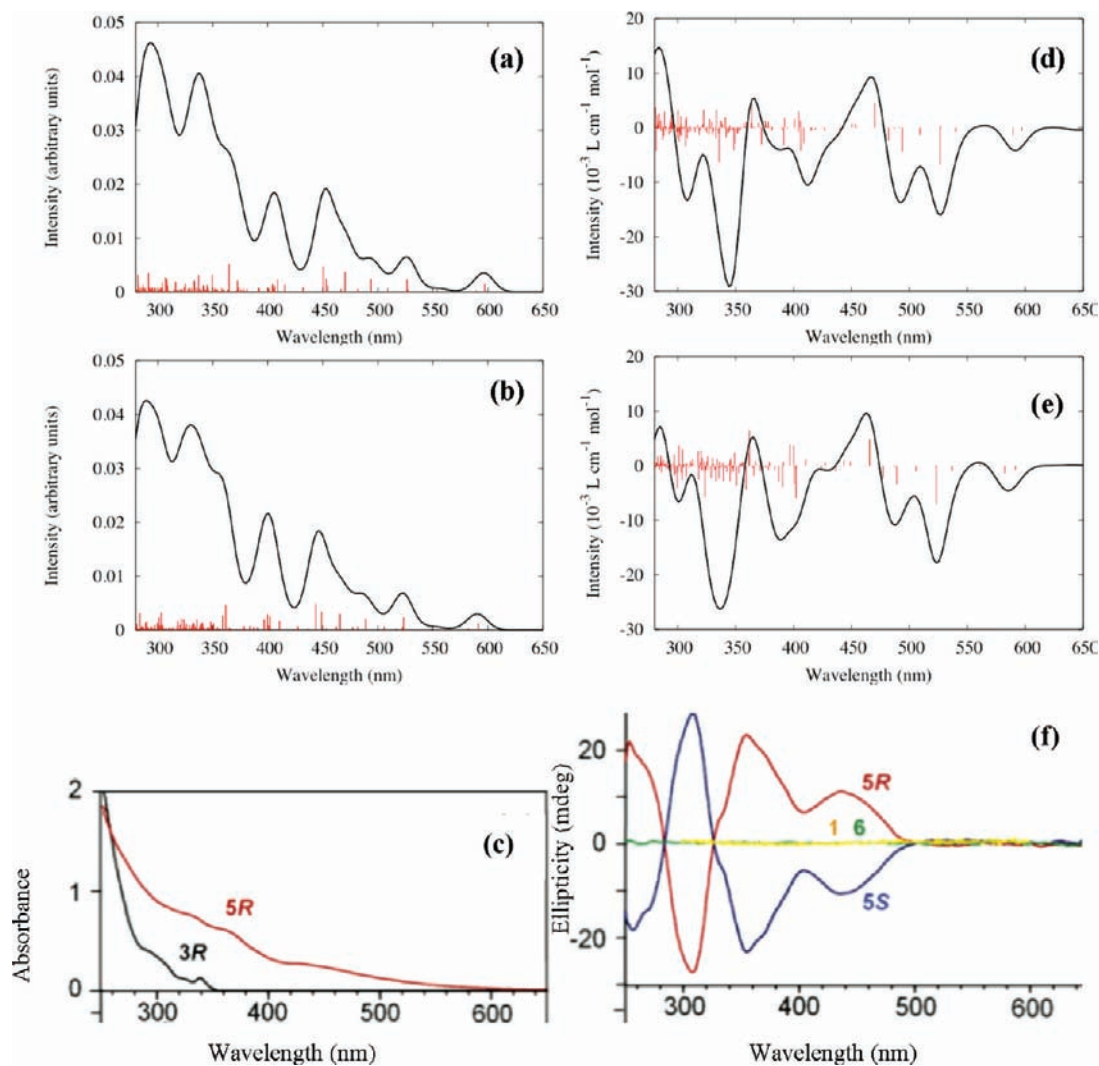 0.05
0.04
0.03
0.02
0.01
0
Intensity (arbitrary units)
(a)
300 350 400 450 500 550 600 650
Wavelength (nm)
20
10
0
-10
-20
-30
Intensity (10⁻³ L cm⁻¹ mol⁻¹)
(d)
300 350 400 450 500 550 600 650
Wavelength (nm)
0.05
0.04
0.03
0.02
0.01
0
Intensity (arbitrary units)
(b)
300 350 400 450 500 550 600 650
Wavelength (nm)
20
10
0
-10
-20
-30
Intensity (10⁻³ L cm⁻¹ mol⁻¹)
(e)
300 350 400 450 500 550 600 650
Wavelength (nm)
2
1
0
Absorbance
(c)
5R
3R
300 400 500 600
Wavelength (nm)
20
0
-20
Ellipticity (mdeg)
(f)
5R
1 6
5S
300 400 500 600
Wavelength (nm)